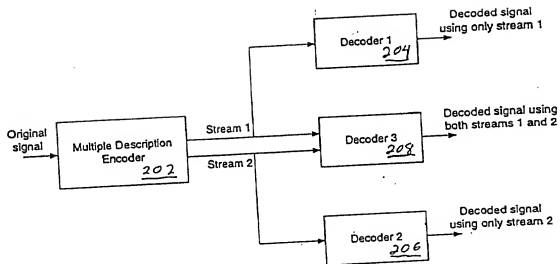 Original
signal
Multiple Description
Encoder
202
Stream 1
Stream 2
Decoder 1
204
Decoded signal
using only stream 1
Decoder 3
208
Decoded signal using
both streams 1 and 2
Decoder 2
206
Decoded signal
using only stream 2